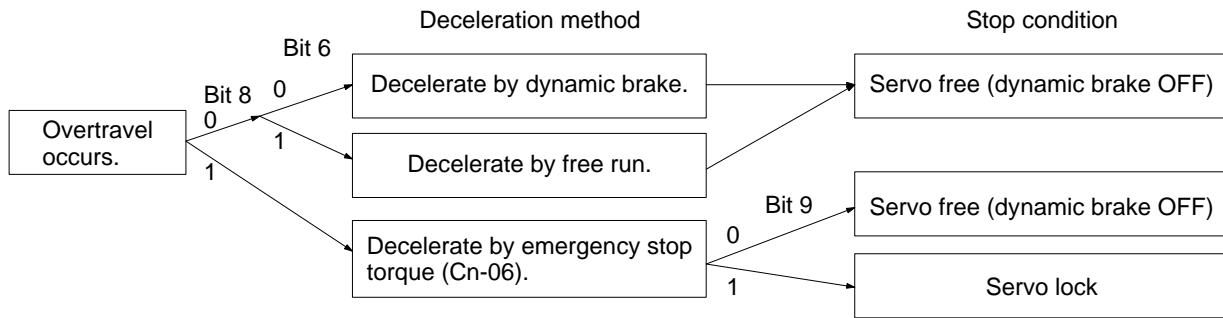 Deceleration method
Stop condition
Bit 6
Decelerate by dynamic brake.
Servo free (dynamic brake OFF)
0
Bit 8
0
Overtravel
occurs.
1
Decelerate by free run.
1
Bit 9
Servo free (dynamic brake OFF)
Decelerate by emergency stop
torque (Cn-06).
0
1
Servo lock